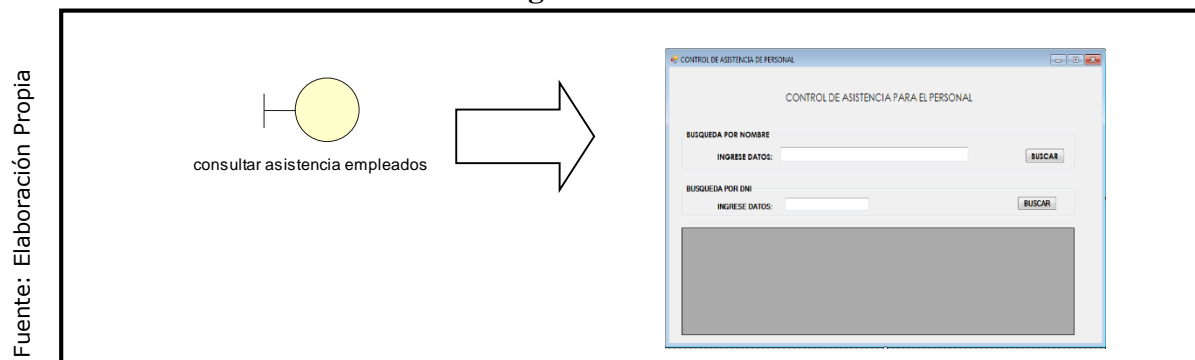 Fuente: Elaboración Propia
consultar asistencia empleados
CONTROL DE ASISTENCIA DE PERSONAL
CONTROL DE ASISTENCIA PARA EL PERSONAL
BUSQUEDA POR NOMBRE
INGRESE DATOS:
BUSCAR
BUSQUEDA POR DNI
INGRESE DATOS:
BUSCAR